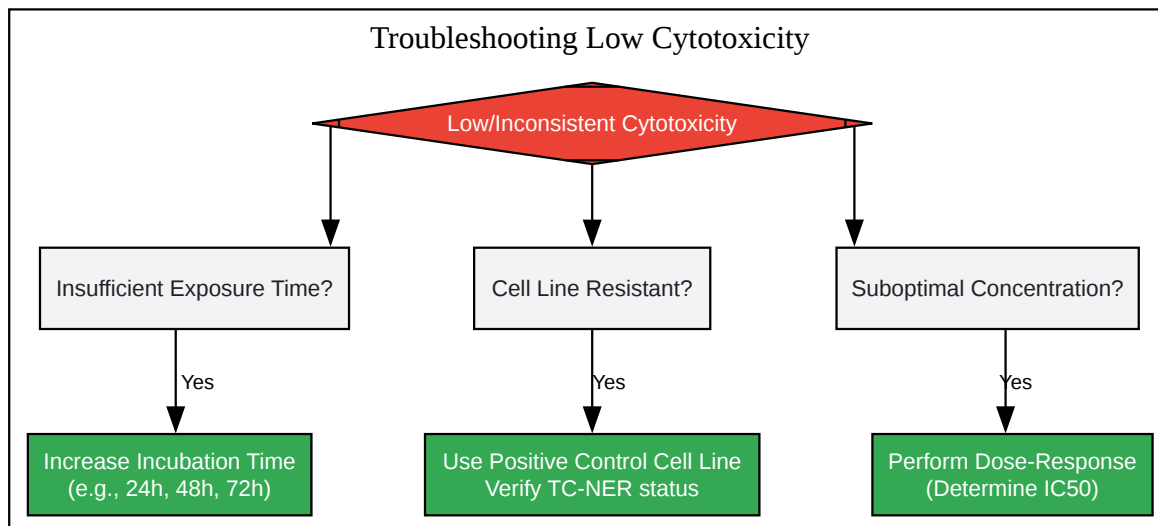 Troubleshooting Low Cytotoxicity
Low/Inconsistent Cytotoxicity
Insufficient Exposure Time?
Cell Line Resistant?
Suboptimal Concentration?
Yes
Yes
Yes
Increase Incubation Time
(e.g., 24h, 48h, 72h)
Use Positive Control Cell Line
Verify TC-NER status
Perform Dose-Response
(Determine IC50)